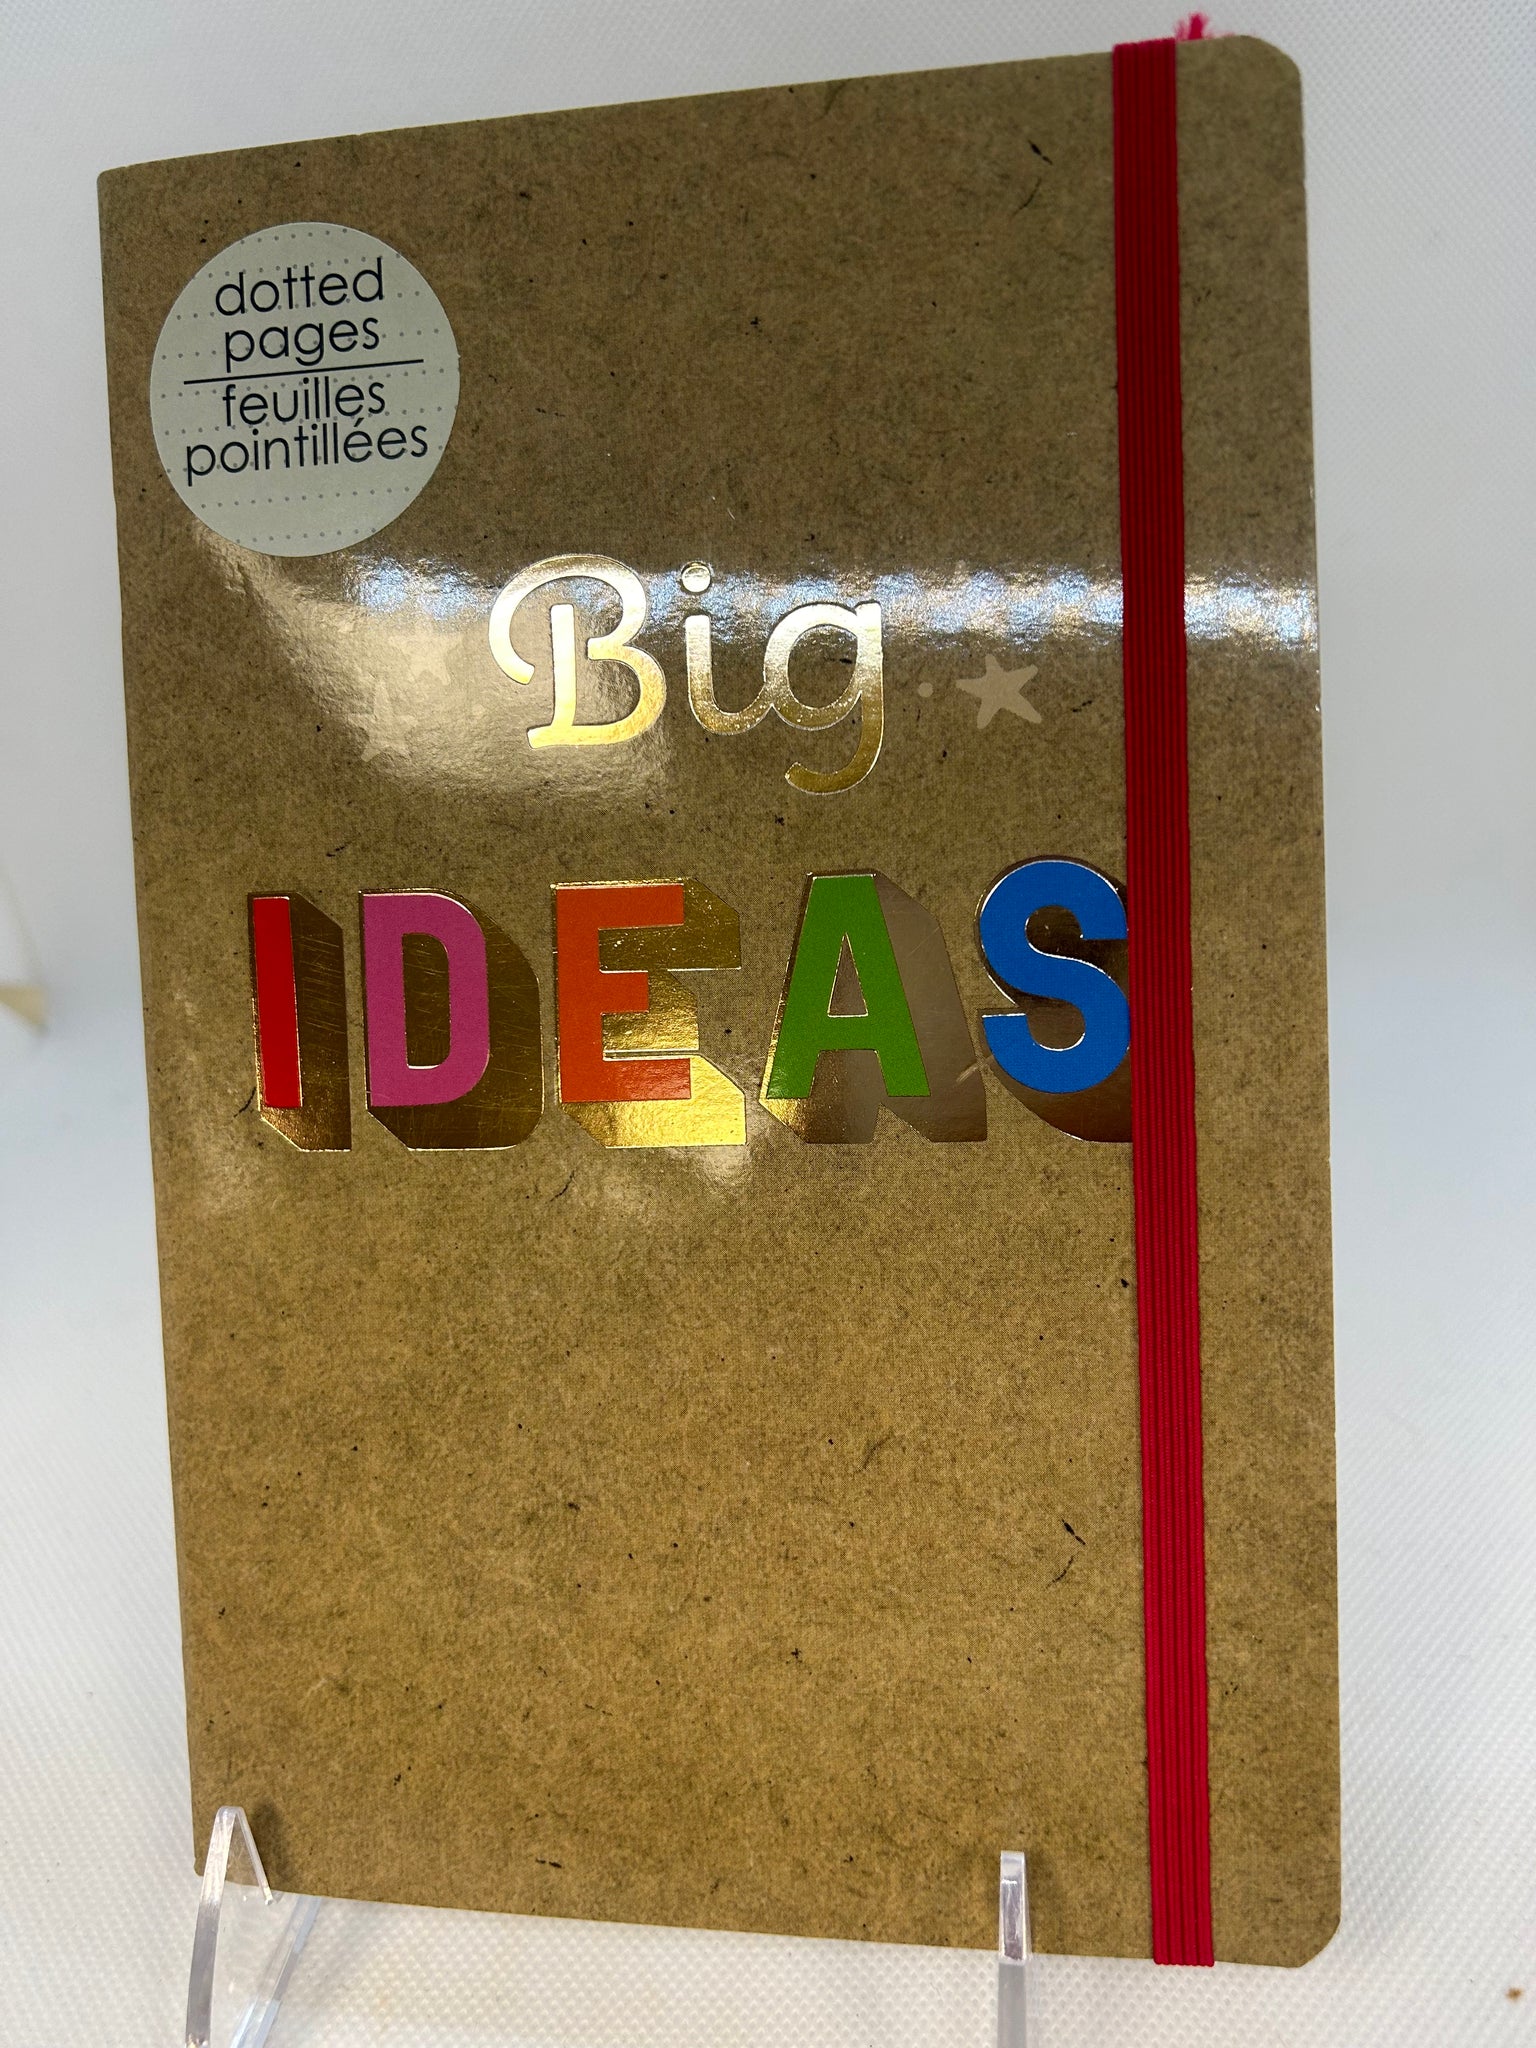 dotted
pages
feuilles
pointillées
Big
IDEAS